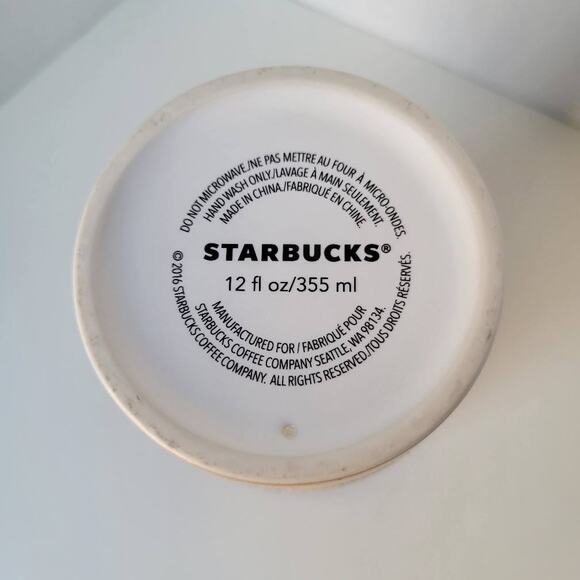 DO NOT MICROWAVE./NE PAS METTRE AU FOUR À MICRO-ONDES.
HAND WASH ONLY./LAVAGE À MAIN SEULEMENT.
MADE IN CHINA./FABRIQUÉ EN CHINE.
STARBUCKS®
12 fl oz/355 ml
MANUFACTURED FOR / FABRIQUÉ POUR
STARBUCKS COFFEE COMPANY SEATTLE, WA 98134.
© 2016 STARBUCKS COFFEE COMPANY. ALL RIGHTS RESERVED./TOUS DROITS RÉSERVÉS.